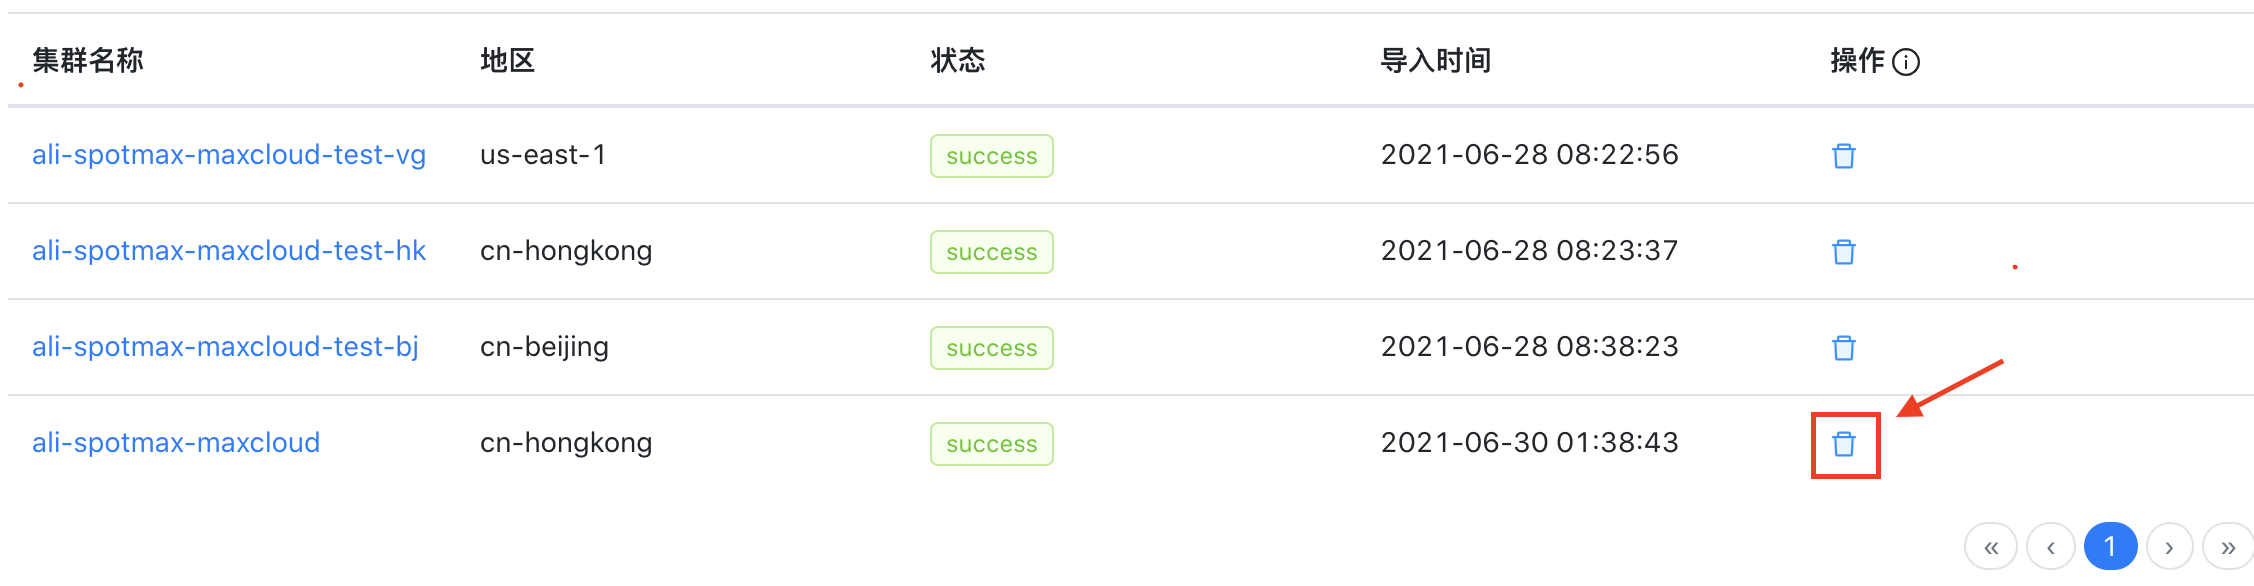 集群名称 地区 状态 导入时间 操作
ali-spotmax-maxcloud-test-vg us-east-1 success 2021-06-28 08:22:56
ali-spotmax-maxcloud-test-hk cn-hongkong success 2021-06-28 08:23:37
ali-spotmax-maxcloud-test-bj cn-beijing success 2021-06-28 08:38:23
ali-spotmax-maxcloud cn-hongkong success 2021-06-30 01:38:43
« ‹ 1 › »